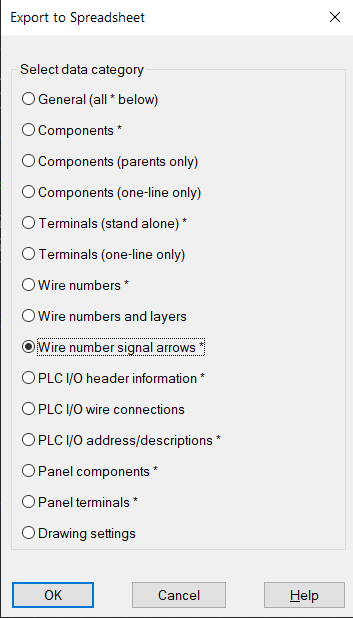 Export to Spreadsheet
Select data category
General (all * below)
Components *
Components (parents only)
Components (one-line only)
Terminals (stand alone) *
Terminals (one-line only)
Wire numbers *
Wire numbers and layers
Wire number signal arrows *
PLC I/O header information *
PLC I/O wire connections
PLC I/O address/descriptions *
Panel components *
Panel terminals *
Drawing settings
OK Cancel Help